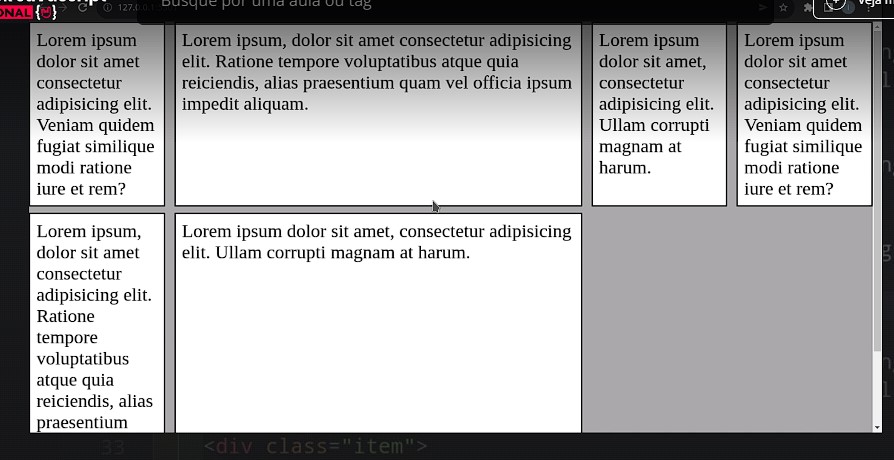 Busque por uma aula ou tag
ONAL
127.0.0.1
Lorem ipsum
dolor sit amet
consectetur
adipisicing elit.
Veniam quidem
fugiat similique
modi ratione
iure et rem?
Lorem ipsum, dolor sit amet consectetur adipisicing
elit. Ratione tempore voluptatibus atque quia
reiciendis, alias praesentium quam vel officia ipsum
impedit aliquam.
Lorem ipsum
dolor sit amet,
consectetur
adipisicing elit.
Ullam corrupti
magnam at
harum.
Lorem ipsum
dolor sit amet
consectetur
adipisicing elit.
Veniam quidem
fugiat similique
modi ratione
iure et rem?
Lorem ipsum,
dolor sit amet
consectetur
adipisicing elit.
Ratione
tempore
voluptatibus
atque quia
reiciendis, alias
praesentium
Lorem ipsum dolor sit amet, consectetur adipisicing
elit. Ullam corrupti magnam at harum.
33 <div class="item">